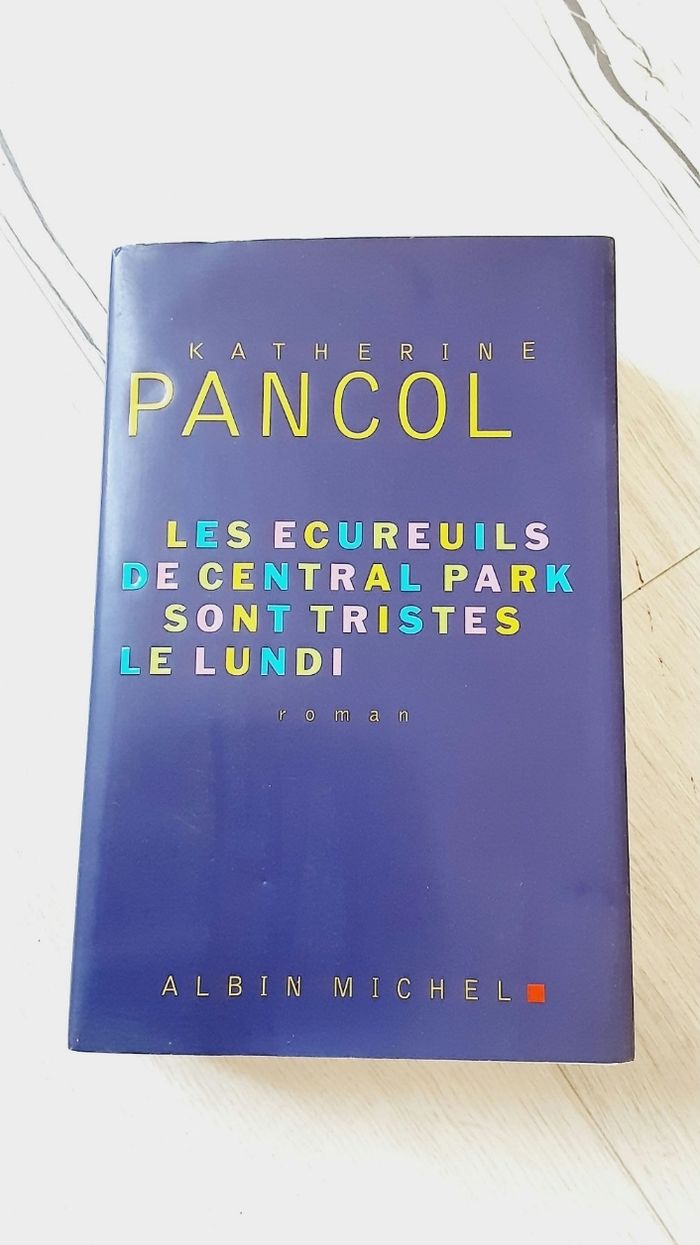 KATHERINE
PANCOL
LES ECUREUILS
DE CENTRAL PARK
SONT TRISTES
LE LUNDI
roman
ALBIN MICHEL